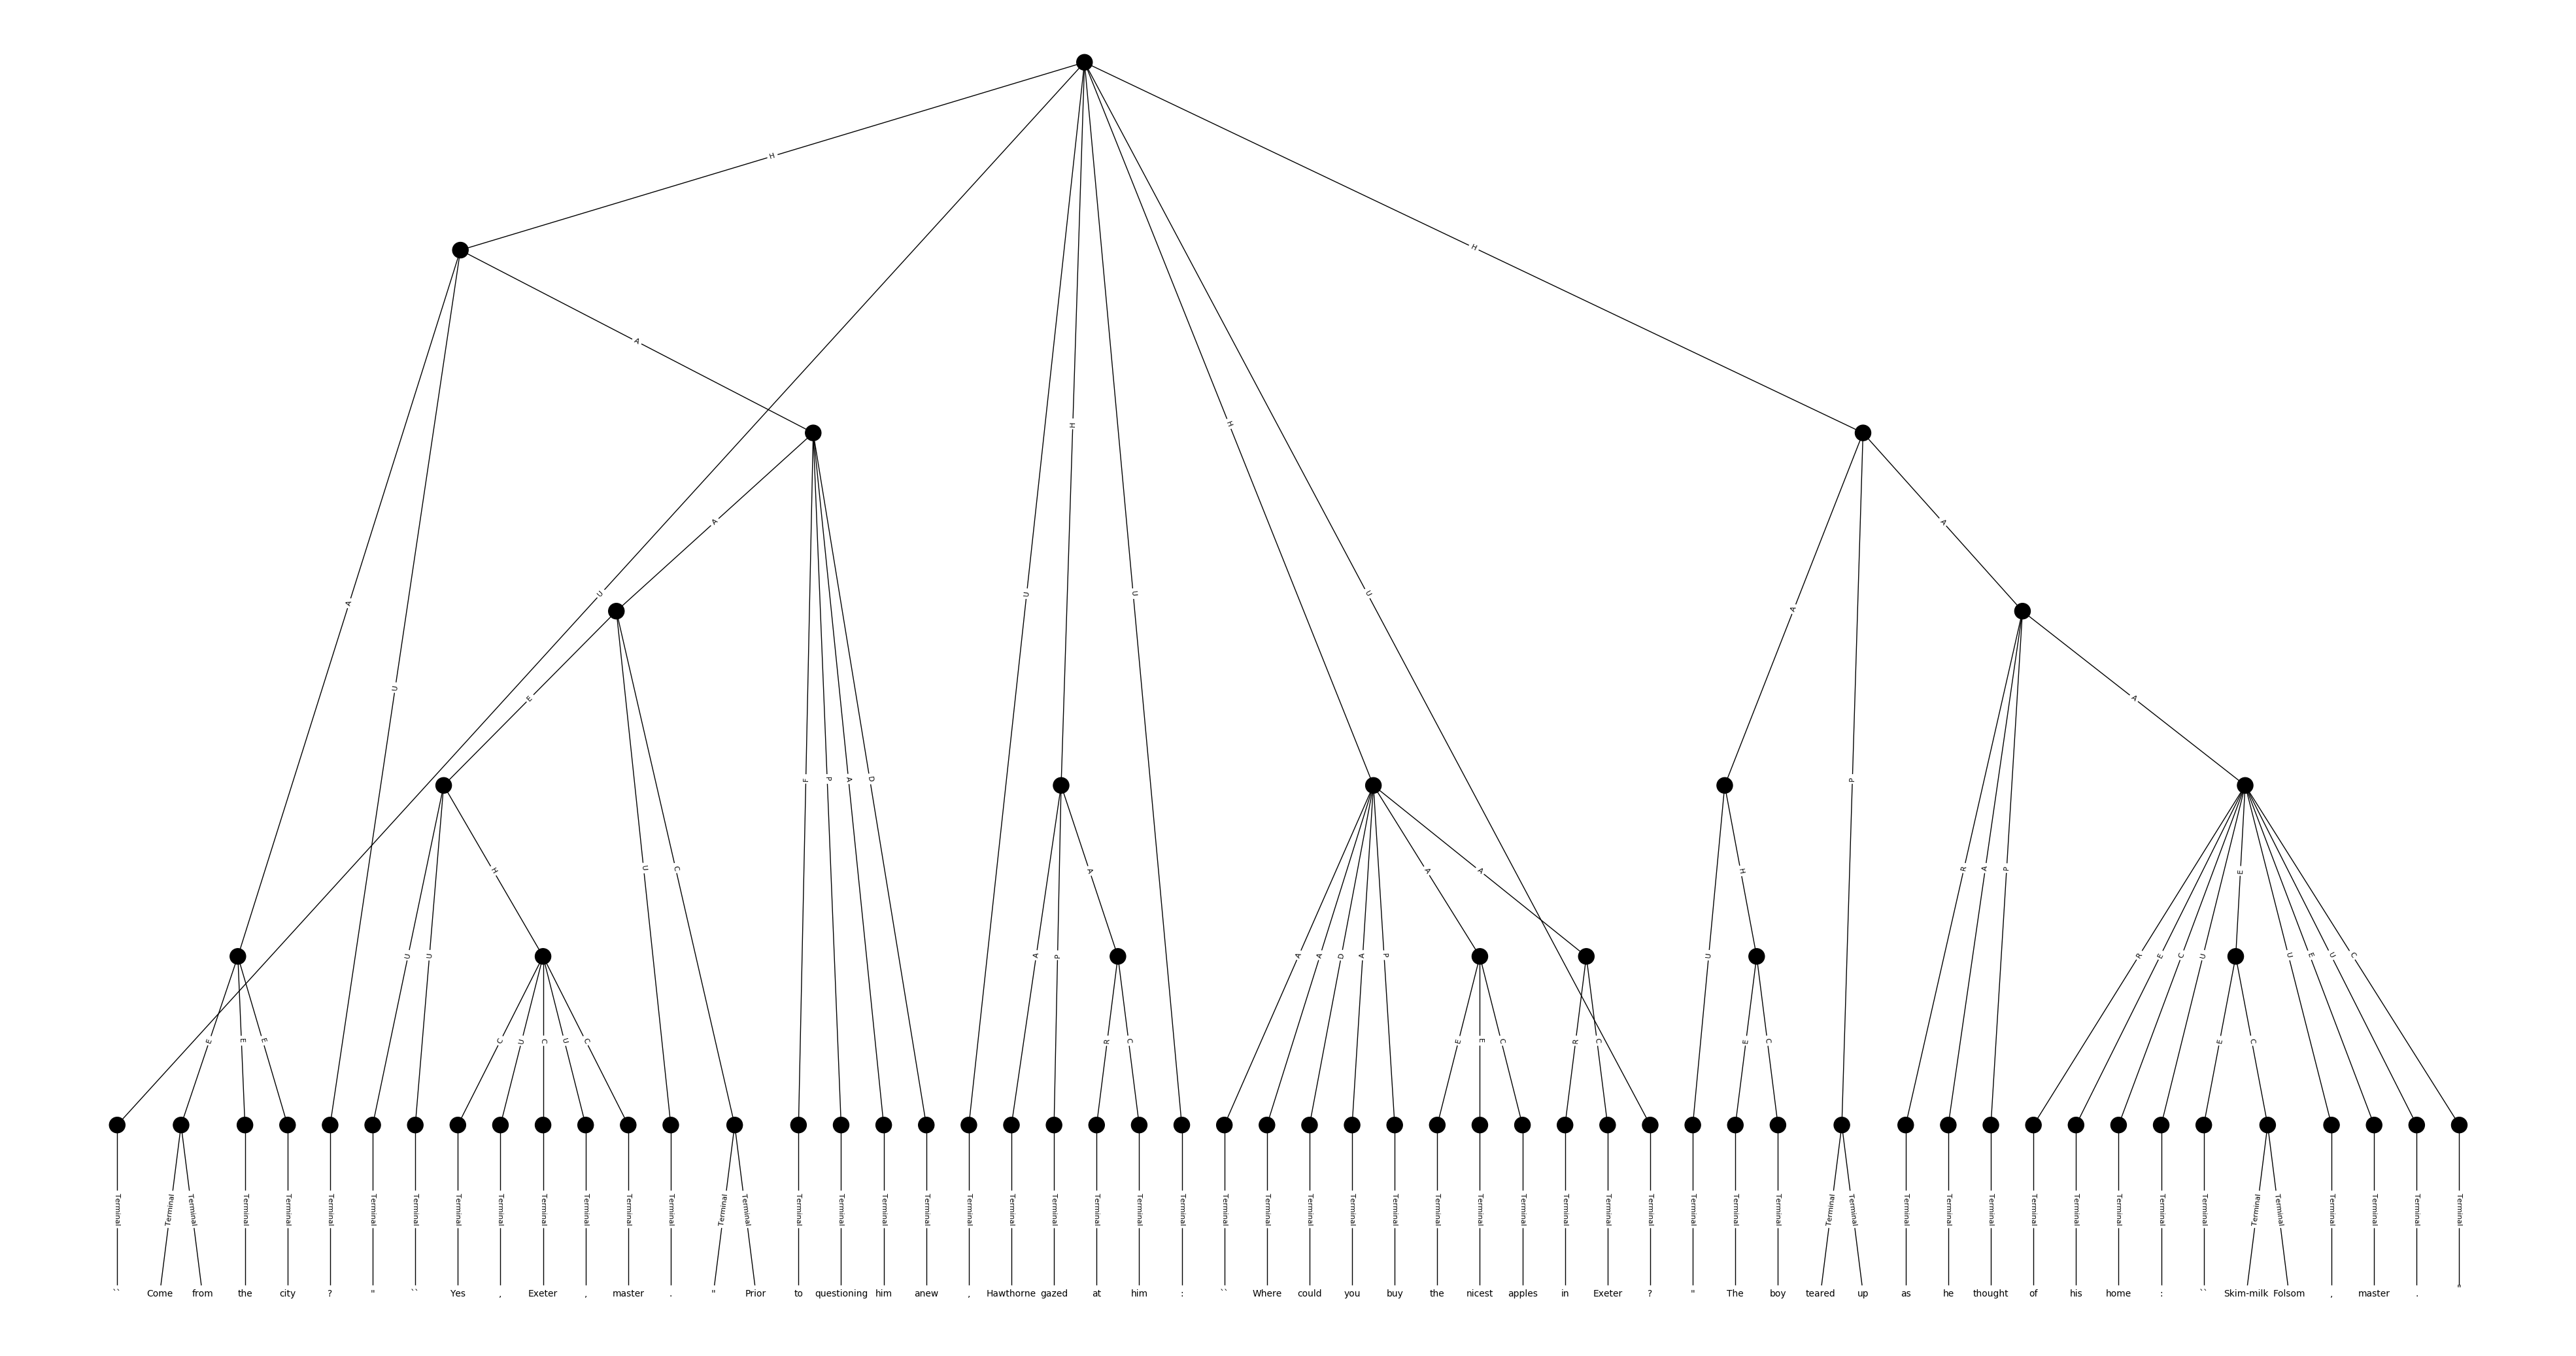 H
H
A
H
A
A
A
H
U
U
U
U
A
A
U
E
A
F
P
A
D
P
A
U
H
U
C
A
A
A
R
A
P
E
U
U
A
P
A
A
D
A
P
U
H
R
E
C
U
U
E
U
C
E
E
E
C
U
C
U
C
R
C
E
E
C
R
C
E
C
E
C
Terminal Terminal Terminal Terminal Terminal Terminal Terminal Terminal Terminal Terminal Terminal Terminal Terminal Terminal Terminal Terminal Terminal Terminal Terminal Terminal Terminal Terminal Terminal Terminal Terminal Terminal Terminal Terminal Terminal Terminal Terminal Terminal Terminal Terminal Terminal Terminal Terminal Terminal Terminal Terminal Terminal Terminal Terminal Terminal Terminal Terminal Terminal Terminal Terminal Terminal Terminal Terminal Terminal Terminal Terminal
`` Come from the city ? " `` Yes , Exeter , master . " Prior to questioning him anew , Hawthorne gazed at him : `` Where could you buy the nicest apples in Exeter ? " The boy teared up as he thought of his home : `` Skim-milk Folsom , master . "